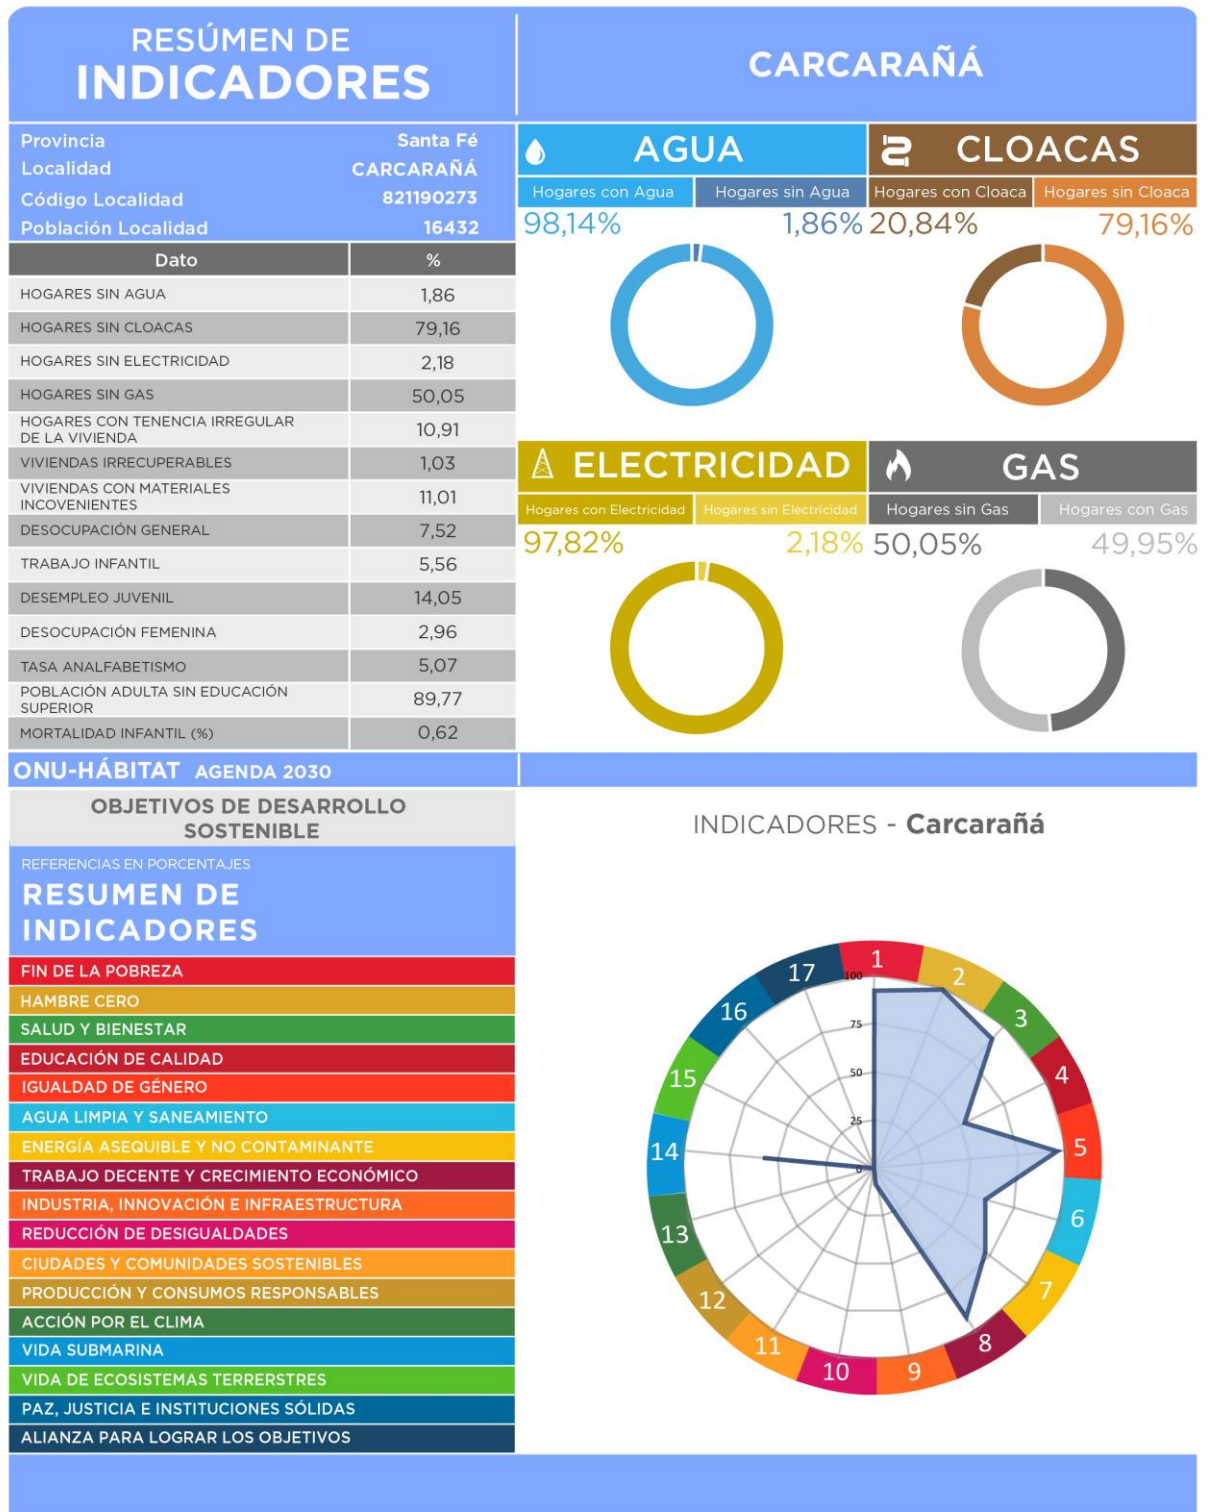 RESÚMEN DE
INDICADORES
CARCARAÑÁ
Provincia Santa Fé
Localidad CARCARAÑÁ
Código Localidad 821190273
Población Localidad 16432
Dato %
HOGARES SIN AGUA 1,86
HOGARES SIN CLOACAS 79,16
HOGARES SIN ELECTRICIDAD 2,18
HOGARES SIN GAS 50,05
HOGARES CON TENENCIA IRREGULAR
DE LA VIVIENDA 10,91
VIVIENDAS IRRECUPERABLES 1,03
VIVIENDAS CON MATERIALES
INCOVENIENTES 11,01
DESOCUPACIÓN GENERAL 7,52
TRABAJO INFANTIL 5,56
DESEMPLEO JUVENIL 14,05
DESOCUPACIÓN FEMENINA 2,96
TASA ANALFABETISMO 5,07
POBLACIÓN ADULTA SIN EDUCACIÓN
SUPERIOR 89,77
MORTALIDAD INFANTIL (%) 0,62
AGUA
Hogares con Agua Hogares sin Agua
98,14% 1,86%
CLOACAS
Hogares con Cloaca Hogares sin Cloaca
20,84% 79,16%
ELECTRICIDAD
Hogares con Electricidad Hogares sin Electricidad
97,82% 2,18%
GAS
Hogares sin Gas Hogares con Gas
50,05% 49,95%
ONU-HÁBITAT AGENDA 2030
OBJETIVOS DE DESARROLLO
SOSTENIBLE
REFERENCIAS EN PORCENTAJES
RESUMEN DE
INDICADORES
FIN DE LA POBREZA
HAMBRE CERO
SALUD Y BIENESTAR
EDUCACIÓN DE CALIDAD
IGUALDAD DE GÉNERO
AGUA LIMPIA Y SANEAMIENTO
ENERGÍA ASEQUIBLE Y NO CONTAMINANTE
TRABAJO DECENTE Y CRECIMIENTO ECONÓMICO
INDUSTRIA, INNOVACIÓN E INFRAESTRUCTURA
REDUCCIÓN DE DESIGUALDADES
CIUDADES Y COMUNIDADES SOSTENIBLES
PRODUCCIÓN Y CONSUMOS RESPONSABLES
ACCIÓN POR EL CLIMA
VIDA SUBMARINA
VIDA DE ECOSISTEMAS TERRERSTRES
PAZ, JUSTICIA E INSTITUCIONES SÓLIDAS
ALIANZA PARA LOGRAR LOS OBJETIVOS
INDICADORES - Carcarañá
1
2
3
4
5
6
7
8
9
10
11
12
13
14
15
16
17
100
75
50
25
0